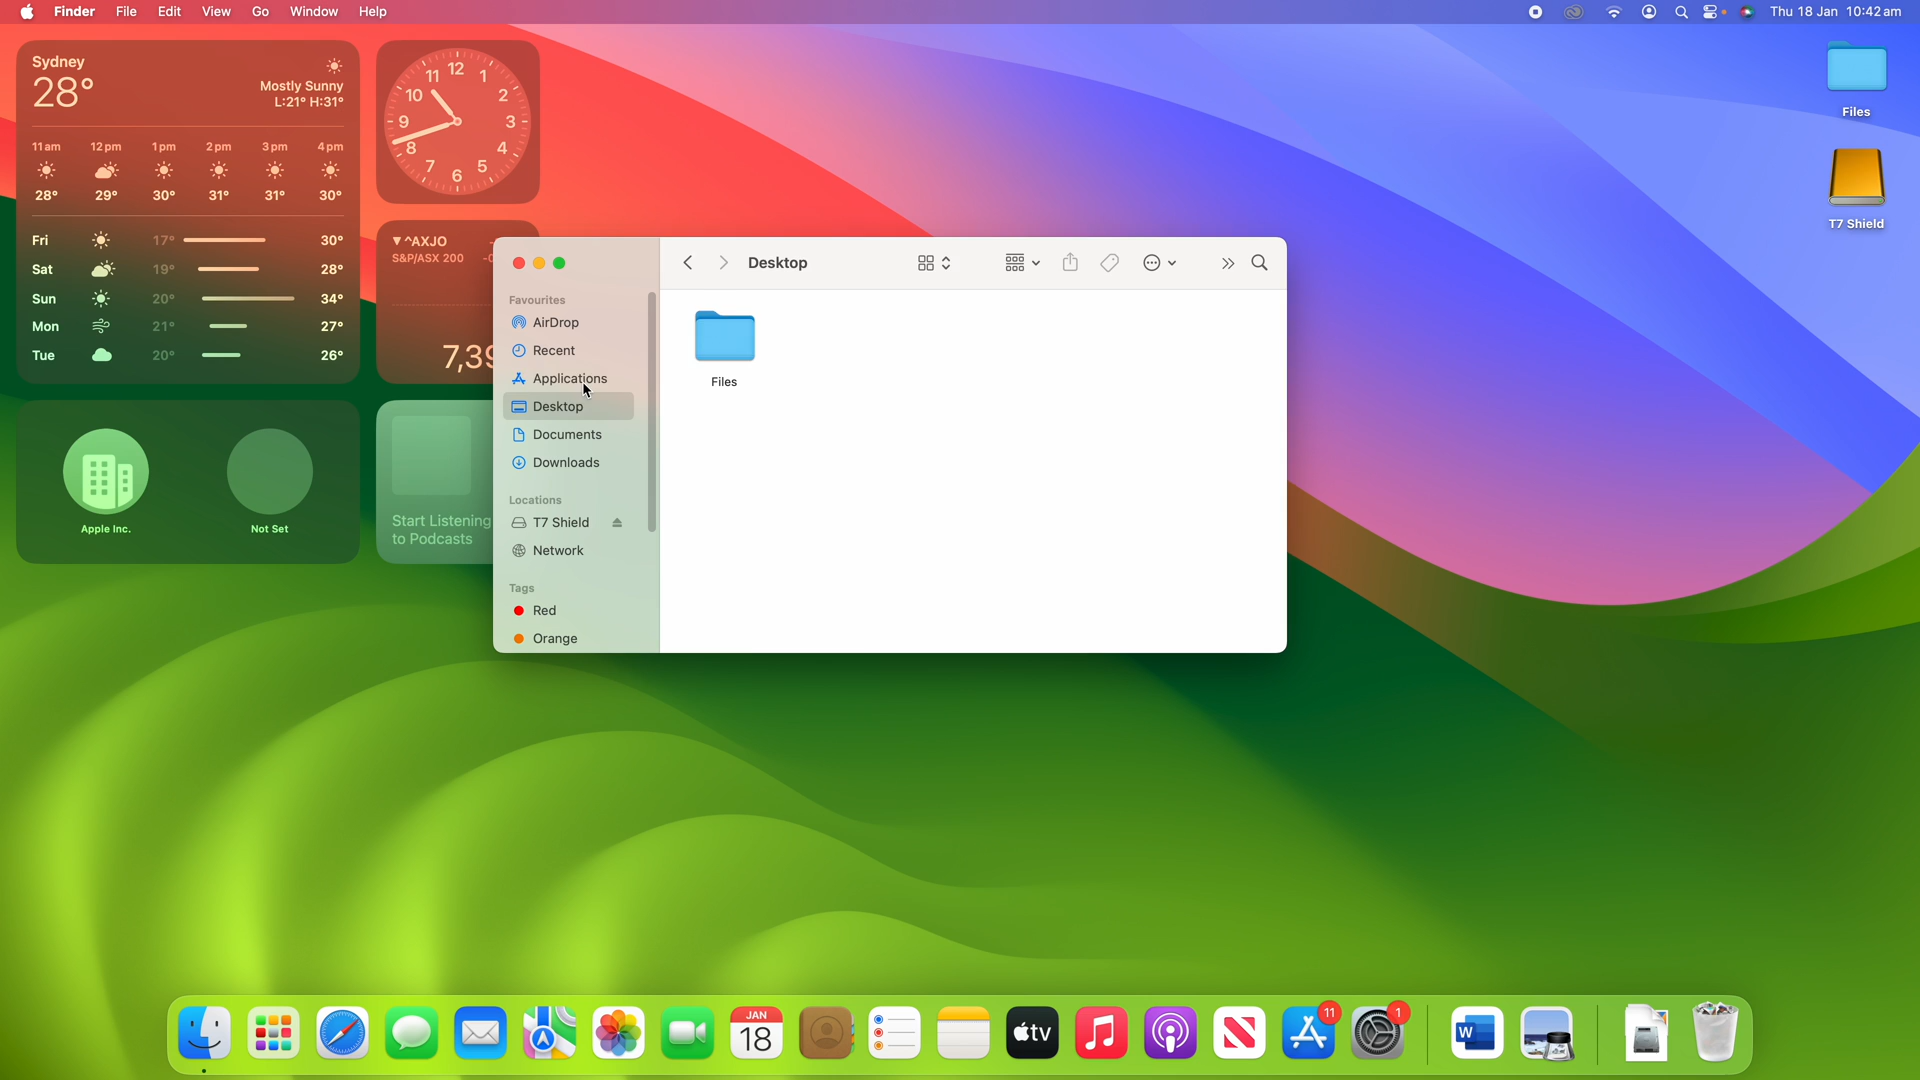 Finder File Edit View Go Window Help
Thu 18 Jan 10:42am
Sydney
28°
Mostly Sunny
L:21° H:31°
11am 12pm 1pm 2pm 3pm 4pm
28° 29° 30° 31° 31° 30°
Fri 17° 30°
Sat 19° 28°
Sun 20° 34°
Mon 21° 27°
Tue 20° 26°
12 1 2 3 4 5 6 7 8 9 10 11
▼^AXJO
S&P/ASX 200
7,39
Apple Inc.
Not Set
Start Listening
to Podcasts
Favourites
AirDrop
Recent
Applications
Desktop
Documents
Downloads
Locations
T7 Shield
Network
Tags
Red
Orange
Desktop
Files
Files
T7 Shield
JAN
18
tv
11
1
W